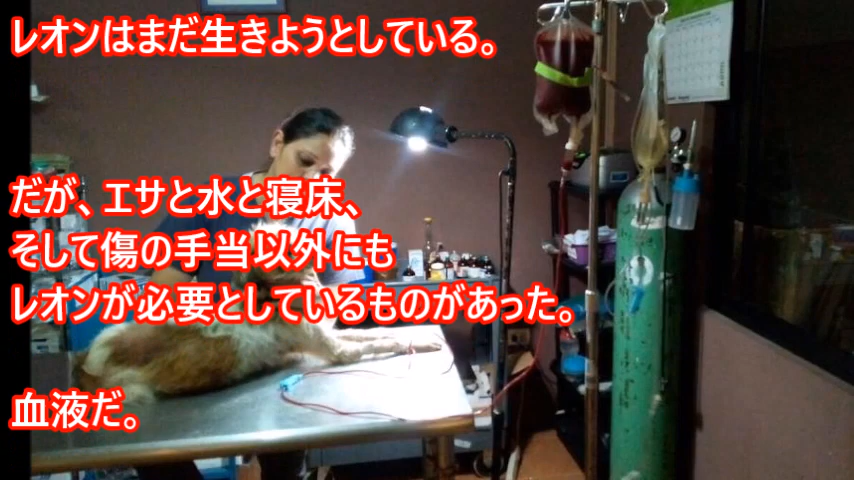 レオンはまだ生きようとしている。
だが、エサと水と寝床、
そして傷の手当以外にも
レオンが必要としているものがあった。
血液だ。